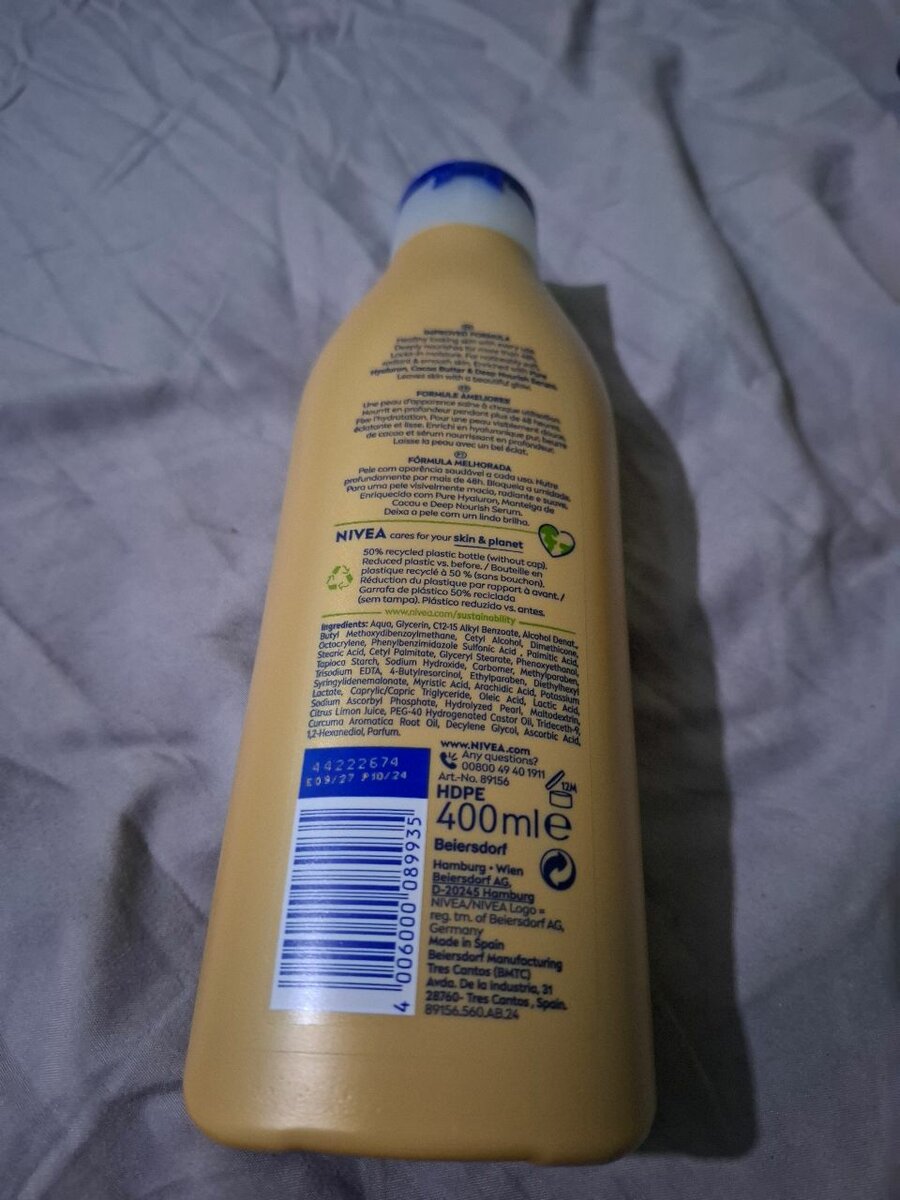 IMPROVED FORMULA
Healthy looking skin with every use.
Deeply nourishes for more than 48h.
Locks-in moisture. For noticeably soft,
radiant & smooth skin. Enriched with Pure
Hyaluron, Cocoa Butter & Deep Nourish Serum.
Leaves skin with a beautiful glow.
FR
FORMULE AMELIOREE
Une peau d'apparence saine à chaque utilisation.
Nourrit en profondeur pendant plus de 48 heures.
Fixe l'hydratation. Pour une peau visiblement douce,
éclatante et lisse. Enrichi en hyaluronique pur, beurre
de cacao et sérum nourrissant en profondeur.
Laisse la peau avec un bel éclat.
PT
FÓRMULA MELHORADA
Pele com aparência saudável a cada uso. Nutre
profundamente por mais de 48h. Bloqueia a umidade.
Para uma pele visivelmente macia, radiante e suave.
Enriquecido com Pure Hyaluron, Manteiga de
Cacau e Deep Nourish Serum.
Deixa a pele com um lindo brilho.
NIVEA cares for your skin & planet
50% recycled plastic bottle (without cap).
Reduced plastic vs. before. / Bouteille en
plastique recyclé à 50 % (sans bouchon).
Réduction du plastique par rapport à avant. /
Garrafa de plástico 50% reciclada
(sem tampa). Plástico reduzido vs. antes.
www.nivea.com/sustainability
Ingredients: Aqua, Glycerin, C12-15 Alkyl Benzoate, Alcohol Denat.,
Butyl Methoxydibenzoylmethane, Cetyl Alcohol, Dimethicone,
Octocrylene, Phenylbenzimidazole Sulfonic Acid, Palmitic Acid,
Stearic Acid, Cetyl Palmitate, Glyceryl Stearate, Phenoxyethanol,
Tapioca Starch, Sodium Hydroxide, Carbomer, Methylparaben,
Trisodium EDTA, 4-Butylresorcinol, Ethylparaben, Diethylhexyl
Syringylidenemalonate, Myristic Acid, Arachidic Acid, Potassium
Lactate, Caprylic/Capric Triglyceride, Oleic Acid, Lactic Acid,
Sodium Ascorbyl Phosphate, Hydrolyzed Pearl, Maltodextrin,
Citrus Limon Juice, PEG-40 Hydrogenated Castor Oil, Trideceth-9,
Curcuma Aromatica Root Oil, Decylene Glycol, Ascorbic Acid,
1,2-Hexanediol, Parfum.
44222674
E09/27 P10/24
4 006000 089935
www.NIVEA.com
Any questions?
00800 49 40 1911
Art.-No. 89156
12M
HDPE
400ml e
Beiersdorf
Hamburg • Wien
Beiersdorf AG,
D-20245 Hamburg
NIVEA/NIVEA Logo =
reg. tm. of Beiersdorf AG,
Germany
Made in Spain
Beiersdorf Manufacturing
Tres Cantos (BMTC)
Avda. De la industria, 31
28760- Tres Cantos, Spain.
89156.560.AB.24